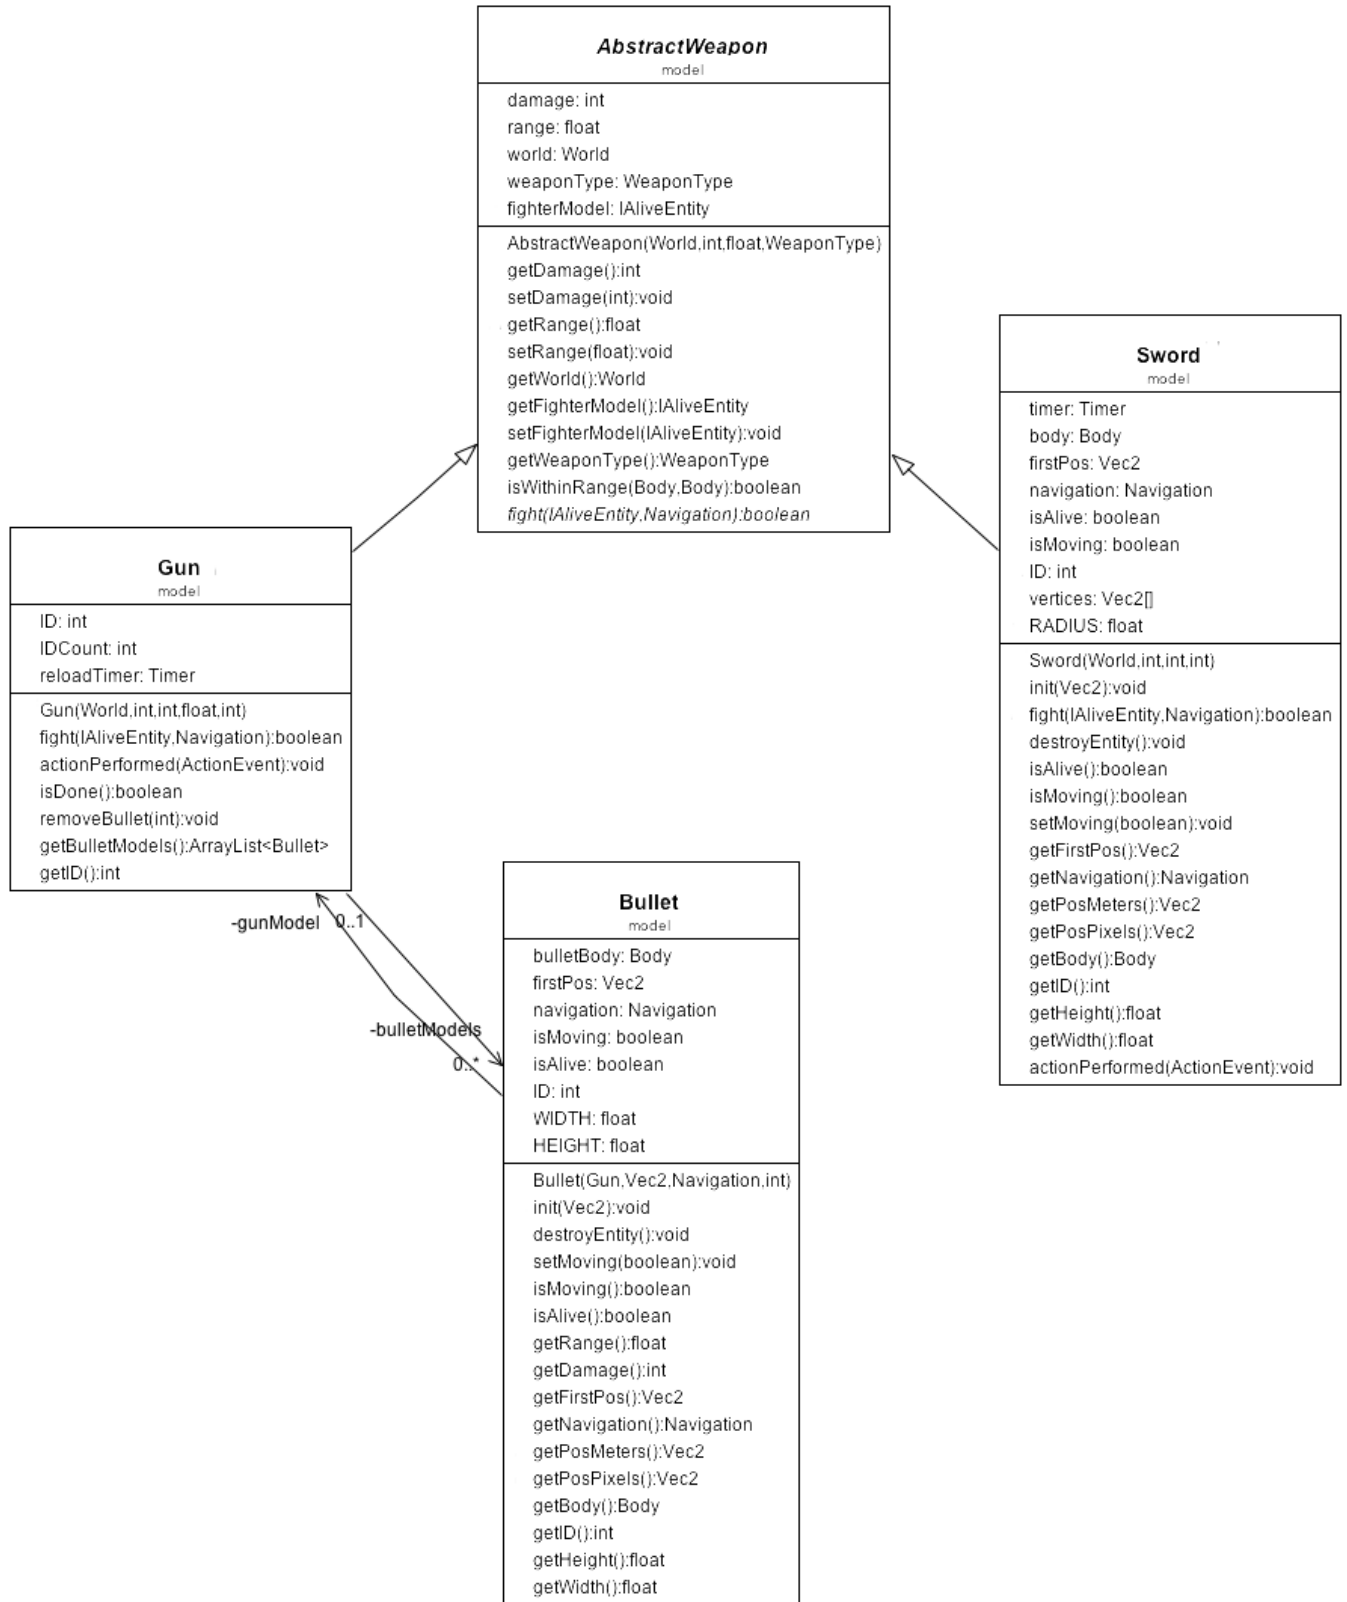 AbstractWeapon
model
damage: int
range: float
world: World
weaponType: WeaponType
fighterModel: IAliveEntity
AbstractWeapon(World,int,float,WeaponType)
getDamage():int
setDamage(int):void
getRange():float
setRange(float):void
getWorld():World
getFighterModel():IAliveEntity
setFighterModel(IAliveEntity):void
getWeaponType():WeaponType
isWithinRange(Body,Body):boolean
fight(IAliveEntity,Navigation):boolean
Sword
model
timer: Timer
body: Body
firstPos: Vec2
navigation: Navigation
isAlive: boolean
isMoving: boolean
ID: int
vertices: Vec2[]
RADIUS: float
Sword(World,int,int,int)
init(Vec2):void
fight(IAliveEntity,Navigation):boolean
destroyEntity():void
isAlive():boolean
isMoving():boolean
setMoving(boolean):void
getFirstPos():Vec2
getNavigation():Navigation
getPosMeters():Vec2
getPosPixels():Vec2
getBody():Body
getID():int
getHeight():float
getWidth():float
actionPerformed(ActionEvent):void
Gun
model
ID: int
IDCount: int
reloadTimer: Timer
Gun(World,int,int,float,int)
fight(IAliveEntity,Navigation):boolean
actionPerformed(ActionEvent):void
isDone():boolean
removeBullet(int):void
getBulletModels():ArrayList<Bullet>
getID():int
-gunModel 0..1
-bulletModels
0..*
Bullet
model
bulletBody: Body
firstPos: Vec2
navigation: Navigation
isMoving: boolean
isAlive: boolean
ID: int
WIDTH: float
HEIGHT: float
Bullet(Gun,Vec2,Navigation,int)
init(Vec2):void
destroyEntity():void
setMoving(boolean):void
isMoving():boolean
isAlive():boolean
getRange():float
getDamage():int
getFirstPos():Vec2
getNavigation():Navigation
getPosMeters():Vec2
getPosPixels():Vec2
getBody():Body
getID():int
getHeight():float
getWidth():float